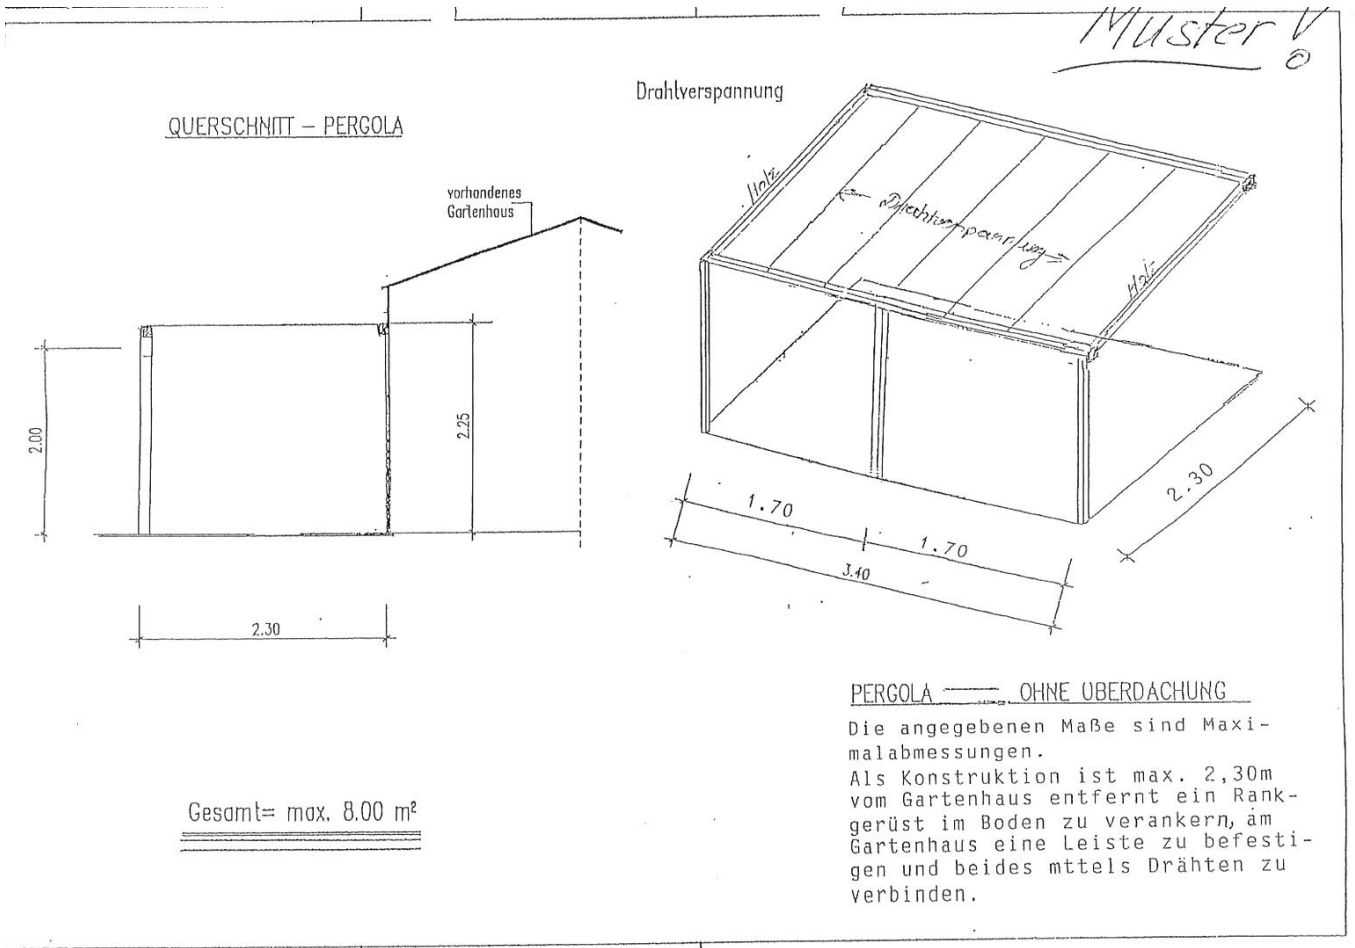 Muster!
Drahtverspannung
QUERSCHNITT – PERGOLA
vorhandenes
Gartenhaus
Holz
Drachtverspannung
Holz
2.00
2.25
2.30
2.30
1.70
1.70
3.40
PERGOLA —— OHNE ÜBERDACHUNG
Die angegebenen Maße sind Maxi-
malabmessungen.
Als Konstruktion ist max. 2,30m
vom Gartenhaus entfernt ein Rank-
gerüst im Boden zu verankern, am
Gartenhaus eine Leiste zu befesti-
gen und beides mttels Drähten zu
verbinden.
Gesamt= max. 8.00 m²